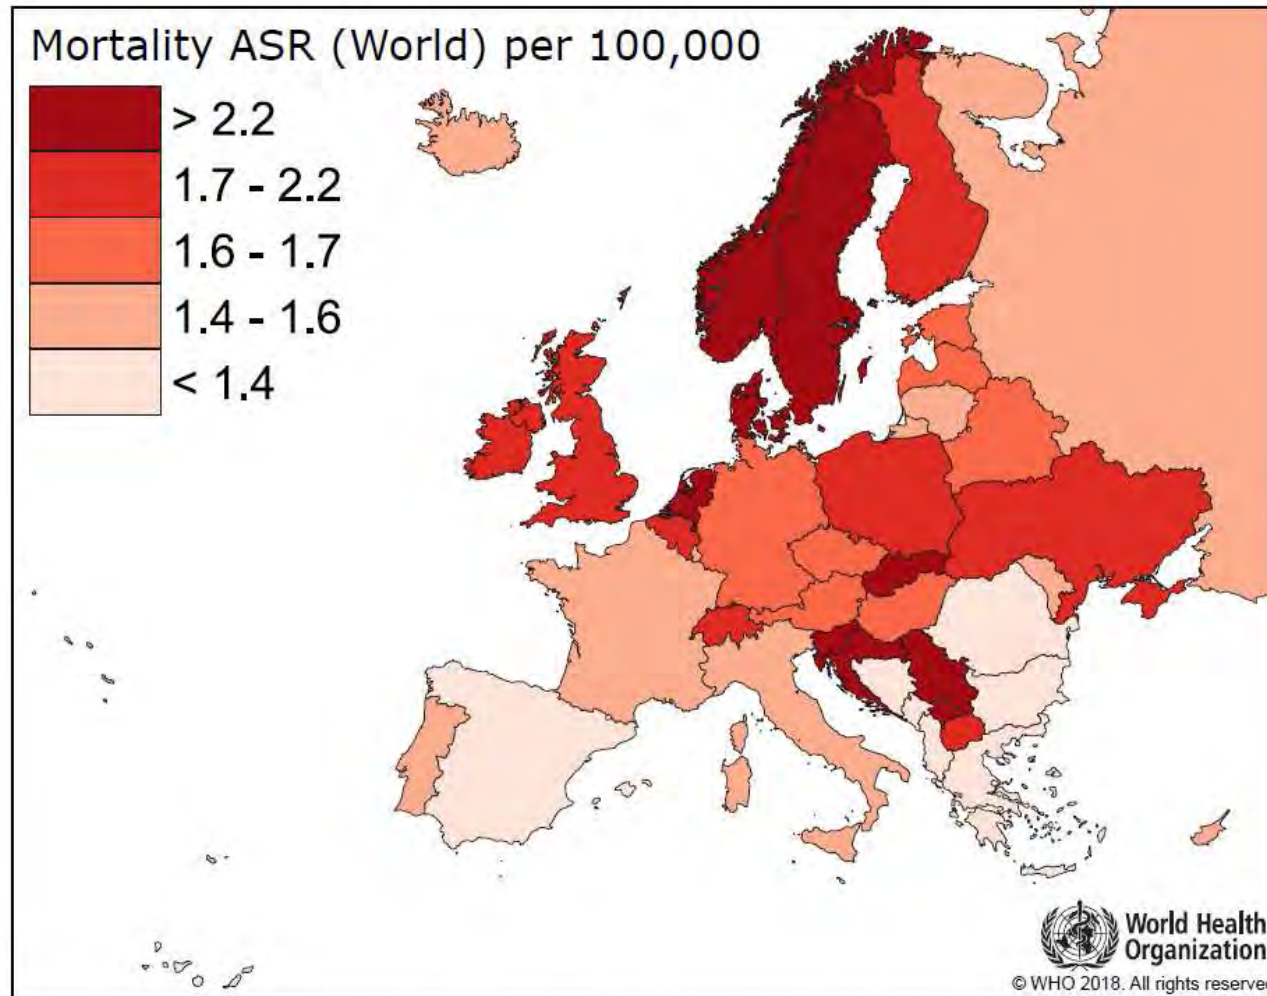 Mortality ASR (World) per 100,000
> 2.2
1.7 - 2.2
1.6 - 1.7
1.4 - 1.6
< 1.4
World Health
Organization
© WHO 2018. All rights reserved